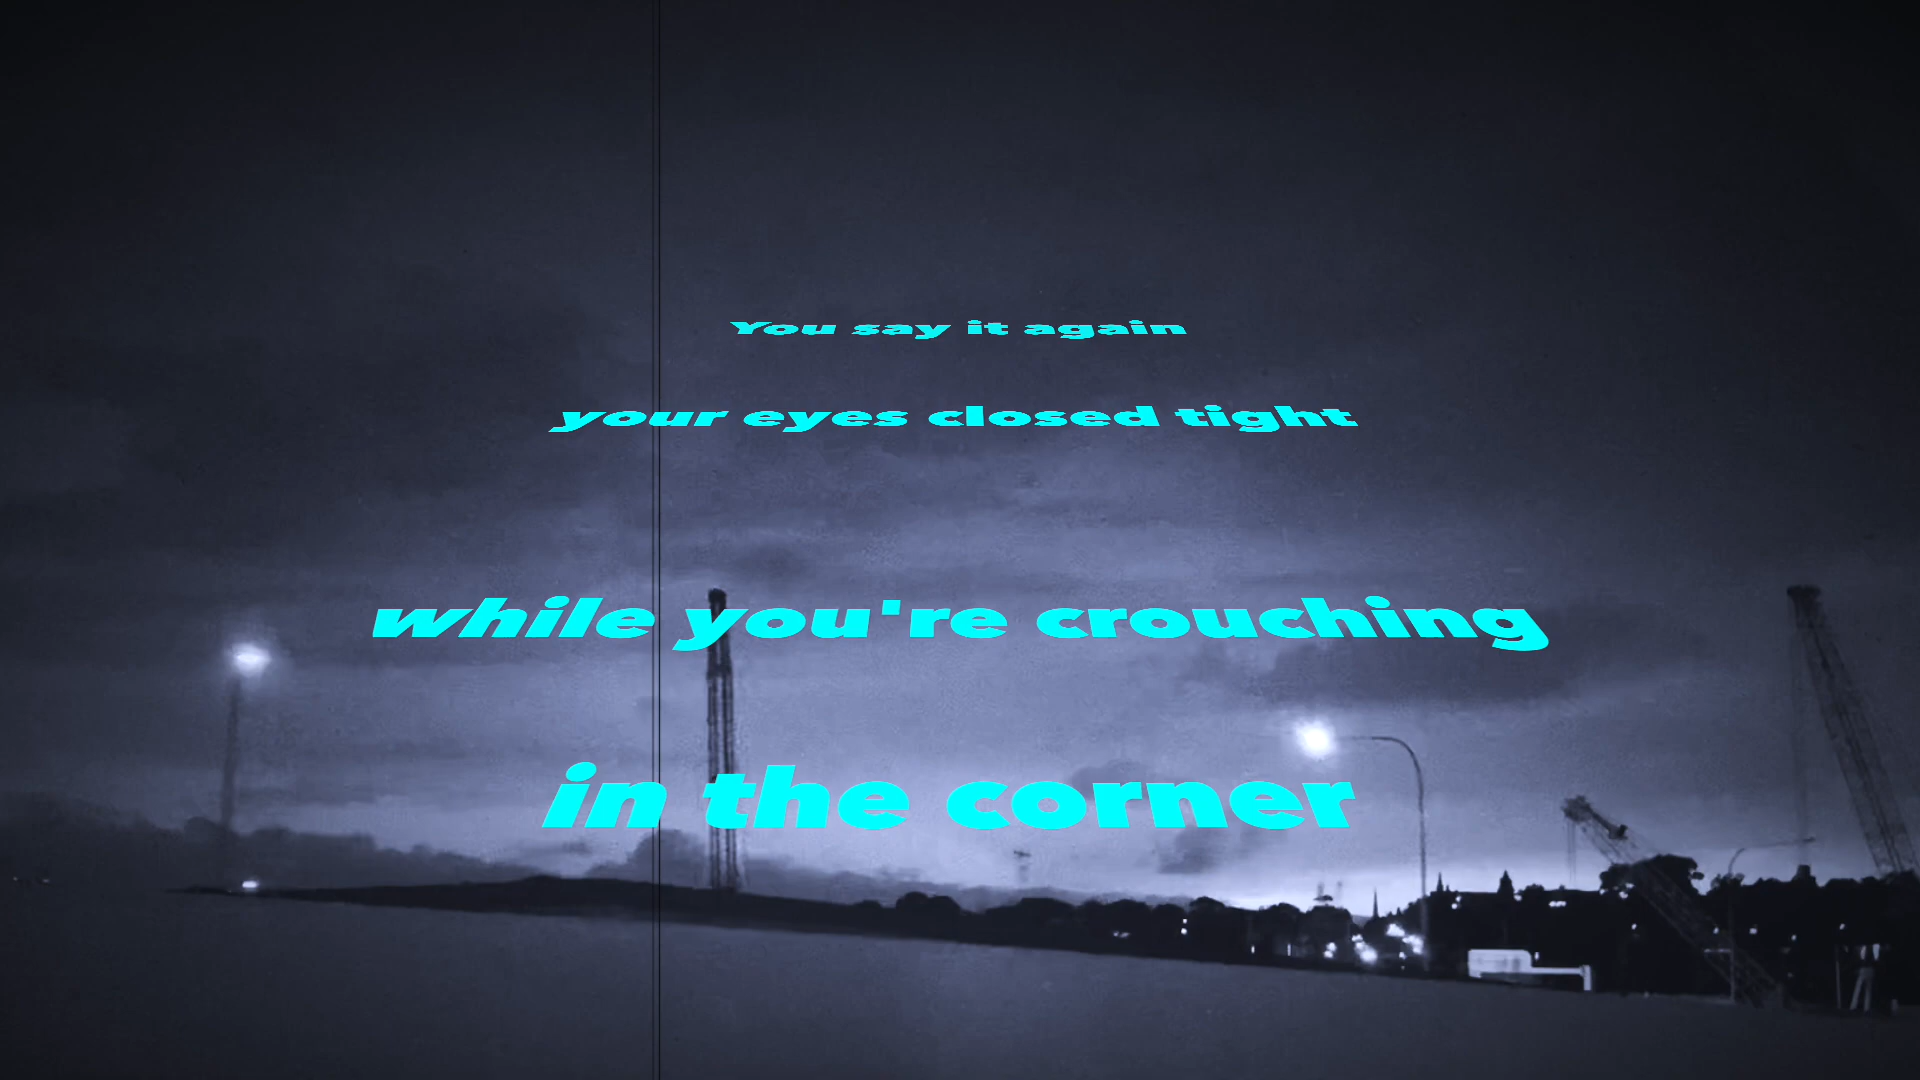 You say it again
your eyes closed tight
while you're crouching
in the corner